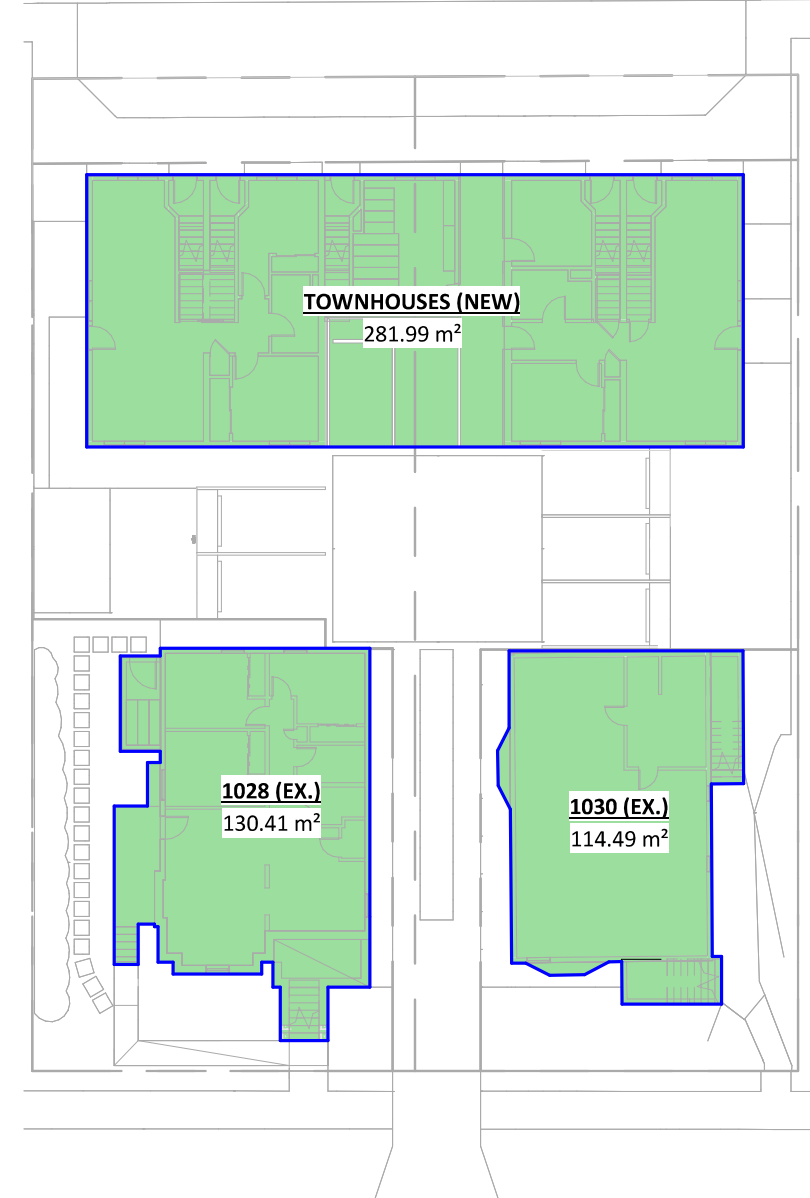 TOWNHOUSES (NEW)
281.99 m²
1028 (EX.)
130.41 m²
1030 (EX.)
114.49 m²